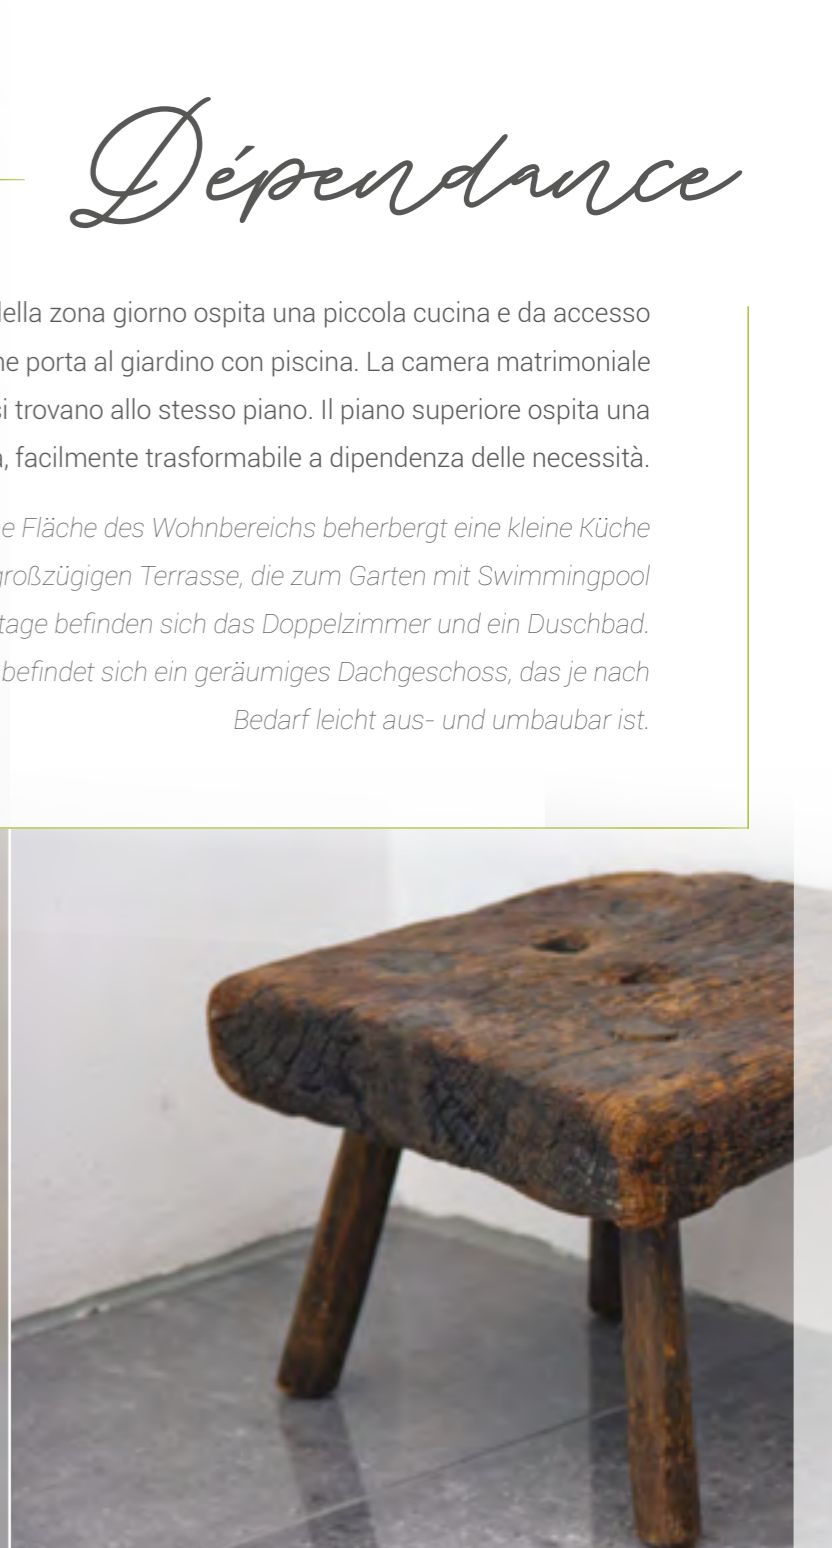 Dépendance
della zona giorno ospita una piccola cucina e da accesso
porta al giardino con piscina. La camera matrimoniale
si trovano allo stesso piano. Il piano superiore ospita una
, facilmente trasformabile a dipendenza delle necessità.
Fläche des Wohnbereichs beherbergt eine kleine Küche
großzügigen Terrasse, die zum Garten mit Swimmingpool
tage befinden sich das Doppelzimmer und ein Duschbad.
befindet sich ein geräumiges Dachgeschoss, das je nach
Bedarf leicht aus- und umbaubar ist.